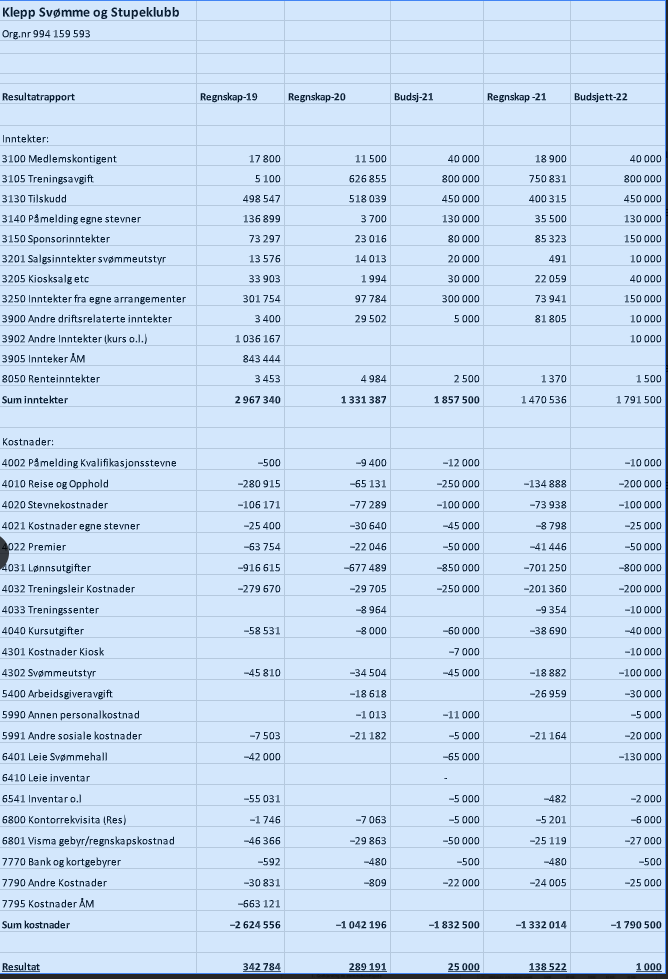 Klepp Svømme og Stupeklubb
Org.nr 994 159 593
Resultatrapport Regnskap-19 Regnskap-20 Budsj-21 Regnskap -21 Budsjett-22
Inntekter:
3100 Medlemskontigent 17 800 11 500 40 000 18 900 40 000
3105 Treningsavgift 5 100 626 855 800 000 750 831 800 000
3130 Tilskudd 498 547 518 039 450 000 400 315 450 000
3140 Påmelding egne stevner 136 899 3 700 130 000 35 500 130 000
3150 Sponsorinntekter 73 297 23 016 80 000 85 323 150 000
3201 Salgsinntekter svømmeutstyr 13 576 14 013 20 000 491 10 000
3205 Kiosksalg etc 33 903 1 994 30 000 22 059 40 000
3250 Inntekter fra egne arrangementer 301 754 97 784 300 000 73 941 150 000
3900 Andre driftsrelaterte inntekter 3 400 29 502 5 000 81 805 10 000
3902 Andre Inntekter (kurs o.l.) 1 036 167 10 000
3905 Innteker ÅM 843 444
8050 Renteinntekter 3 453 4 984 2 500 1 370 1 500
Sum inntekter 2 967 340 1 331 387 1 857 500 1 470 536 1 791 500
Kostnader:
4002 Påmelding Kvalifikasjonsstevne −500 −9 400 −12 000 −10 000
4010 Reise og Opphold −280 915 −65 131 −250 000 −134 888 −200 000
4020 Stevnekostnader −106 171 −77 289 −100 000 −73 938 −100 000
4021 Kostnader egne stevner −25 400 −30 640 −45 000 −8 798 −25 000
4022 Premier −63 754 −22 046 −50 000 −41 446 −50 000
4031 Lønnsutgifter −916 615 −677 489 −850 000 −701 250 −800 000
4032 Treningsleir Kostnader −279 670 −29 705 −250 000 −201 360 −200 000
4033 Treningssenter −8 964 −9 354 −10 000
4040 Kursutgifter −58 531 −8 000 −60 000 −38 690 −40 000
4301 Kostnader Kiosk −7 000 −10 000
4302 Svømmeutstyr −45 810 −34 504 −45 000 −18 882 −100 000
5400 Arbeidsgiveravgift −18 618 −26 959 −30 000
5990 Annen personalkostnad −1 013 −11 000 −5 000
5991 Andre sosiale kostnader −7 503 −21 182 −5 000 −21 164 −20 000
6401 Leie Svømmehall −42 000 −65 000 −130 000
6410 Leie inventar -
6541 Inventar o.l −55 031 −5 000 −482 −2 000
6800 Kontorrekvisita (Res) −1 746 −7 063 −5 000 −5 201 −6 000
6801 Visma gebyr/regnskapskostnad −46 366 −29 863 −50 000 −25 119 −27 000
7770 Bank og kortgebyrer −592 −480 −500 −480 −500
7790 Andre Kostnader −30 831 −809 −22 000 −24 005 −25 000
7795 Kostnader ÅM −663 121
Sum kostnader −2 624 556 −1 042 196 −1 832 500 −1 332 014 −1 790 500
Resultat 342 784 289 191 25 000 138 522 1 000